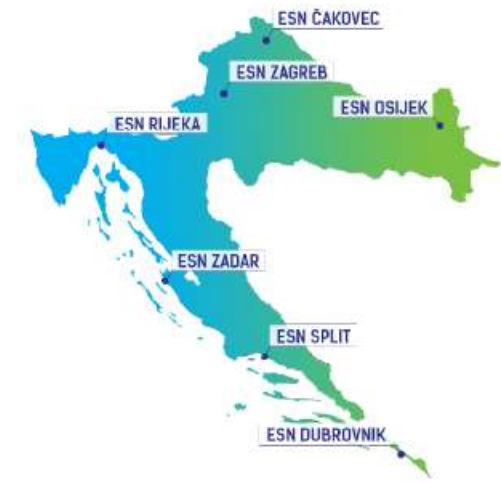 ESN ČAKOVEC
ESN ZAGREB
ESN OSIJEK
ESN RIJEKA
ESN ZADAR
ESN SPLIT
ESN DUBROVNIK